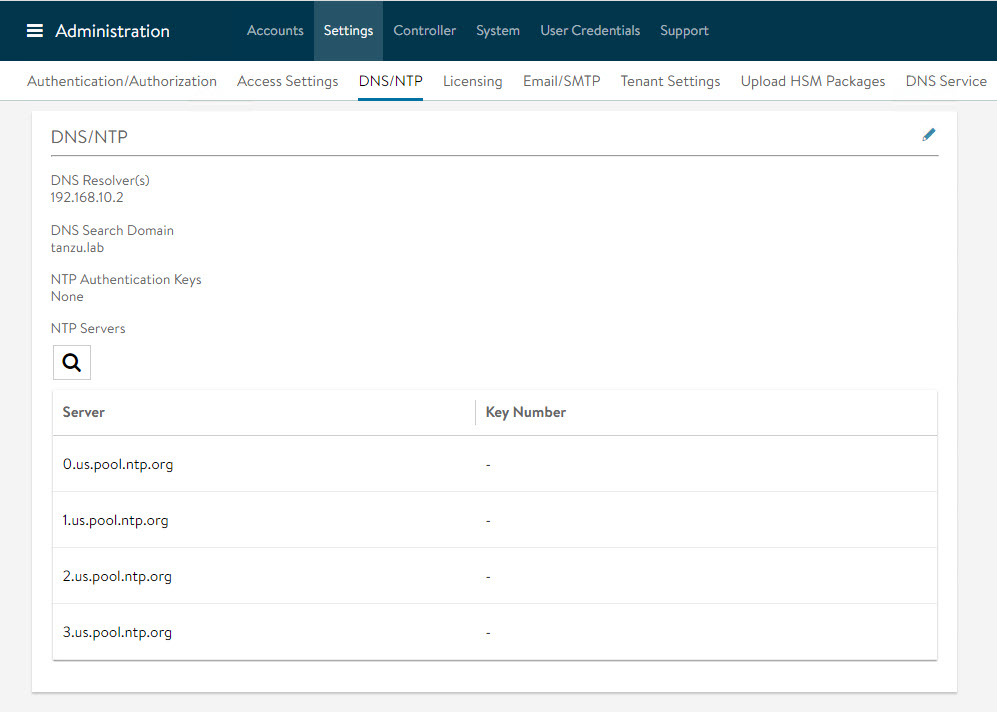 Administration Accounts Settings Controller System User Credentials Support
Authentication/Authorization Access Settings DNS/NTP Licensing Email/SMTP Tenant Settings Upload HSM Packages DNS Service
DNS/NTP
DNS Resolver(s)
192.168.10.2
DNS Search Domain
tanzu.lab
NTP Authentication Keys
None
NTP Servers
Server Key Number
0.us.pool.ntp.org -
1.us.pool.ntp.org -
2.us.pool.ntp.org -
3.us.pool.ntp.org -